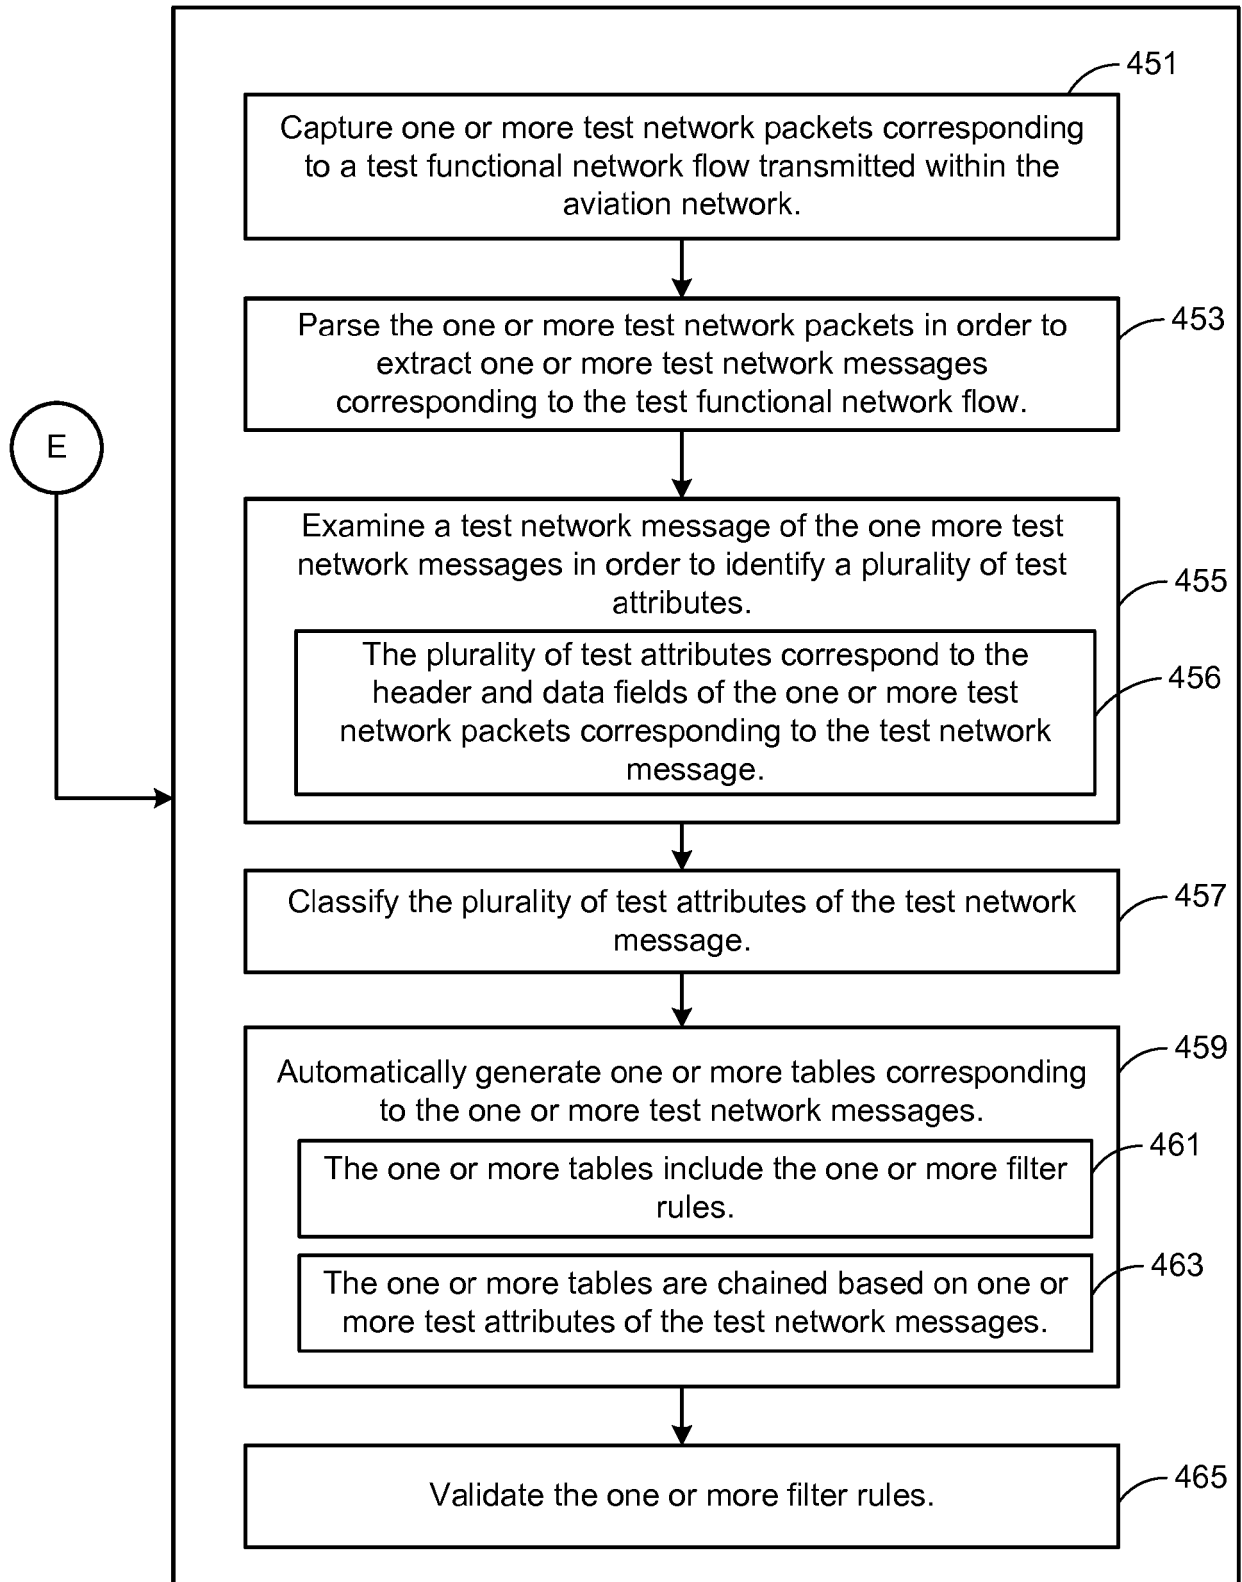 451
Capture one or more test network packets corresponding
to a test functional network flow transmitted within the
aviation network.
453
Parse the one or more test network packets in order to
extract one or more test network messages
corresponding to the test functional network flow.
E
Examine a test network message of the one more test
network messages in order to identify a plurality of test
attributes.
455
The plurality of test attributes correspond to the
header and data fields of the one or more test
network packets corresponding to the test network
message.
456
Classify the plurality of test attributes of the test network
message.
457
459
Automatically generate one or more tables corresponding
to the one or more test network messages.
461
The one or more tables include the one or more filter
rules.
463
The one or more tables are chained based on one or
more test attributes of the test network messages.
Validate the one or more filter rules.
465